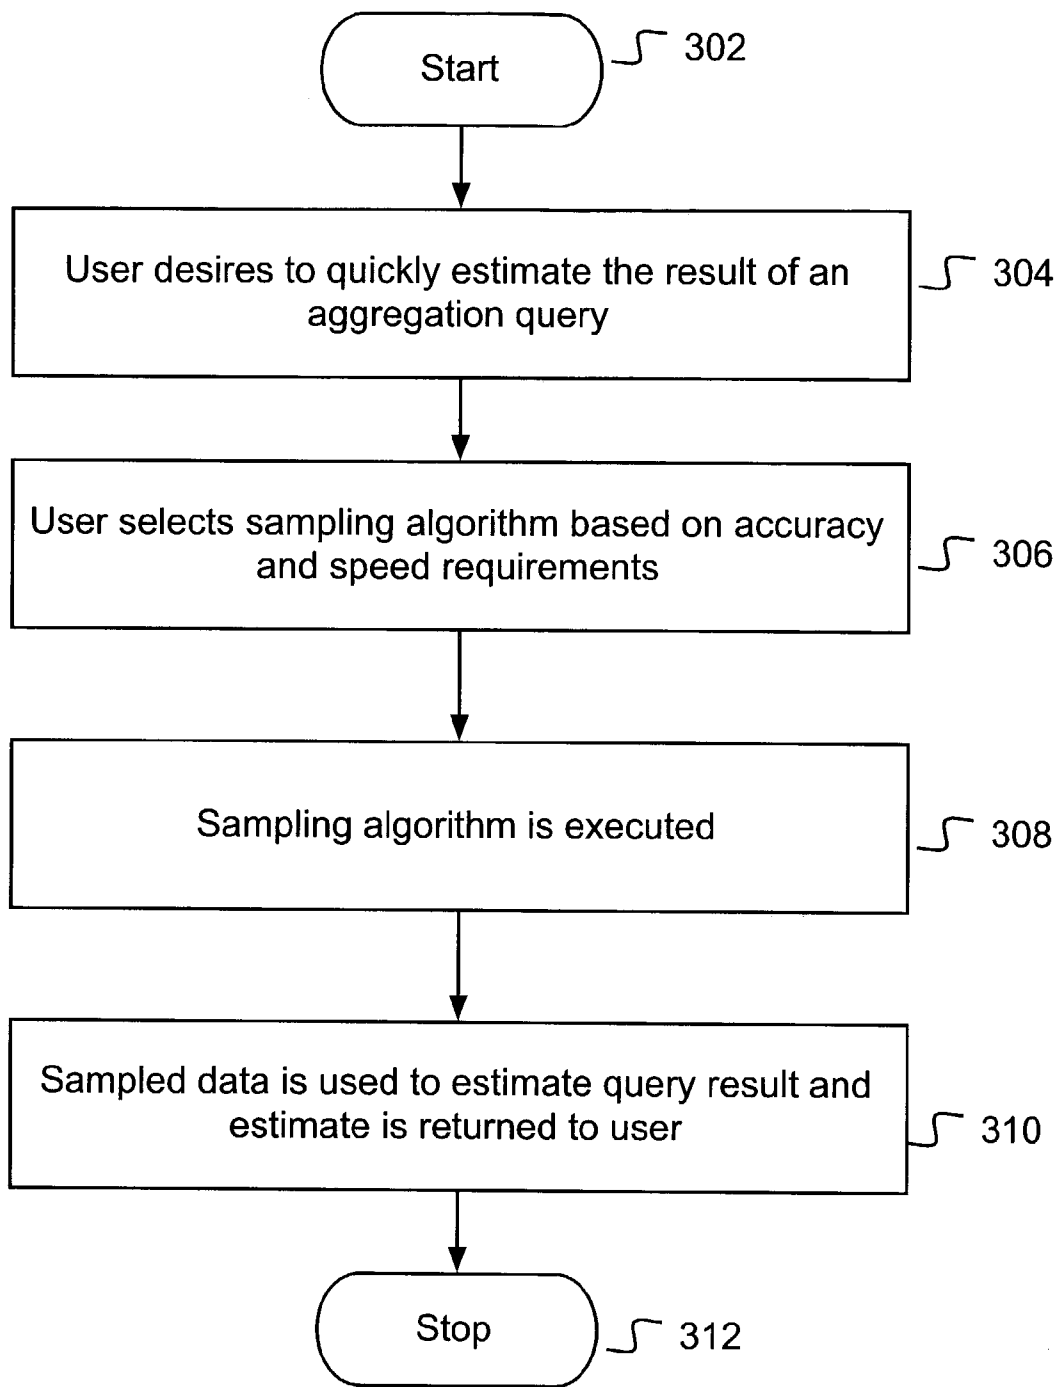 Start
302
User desires to quickly estimate the result of an
aggregation query
304
User selects sampling algorithm based on accuracy
and speed requirements
306
Sampling algorithm is executed
308
Sampled data is used to estimate query result and
estimate is returned to user
310
Stop
312